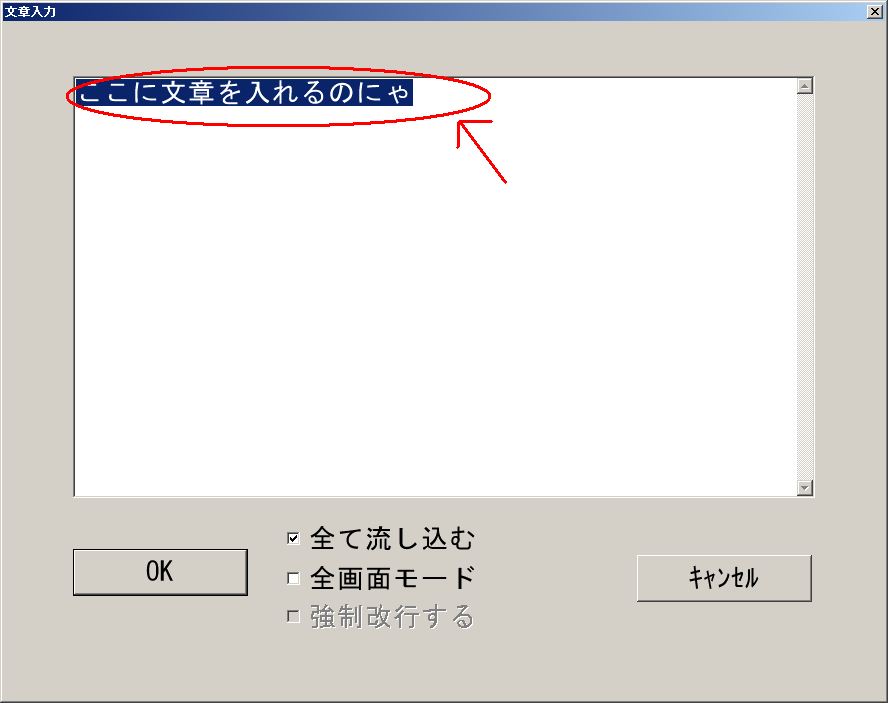 文章入力
ここに文章を入れるのにゃ
全て流し込む
OK
全画面モード
キャンセル
強制改行する